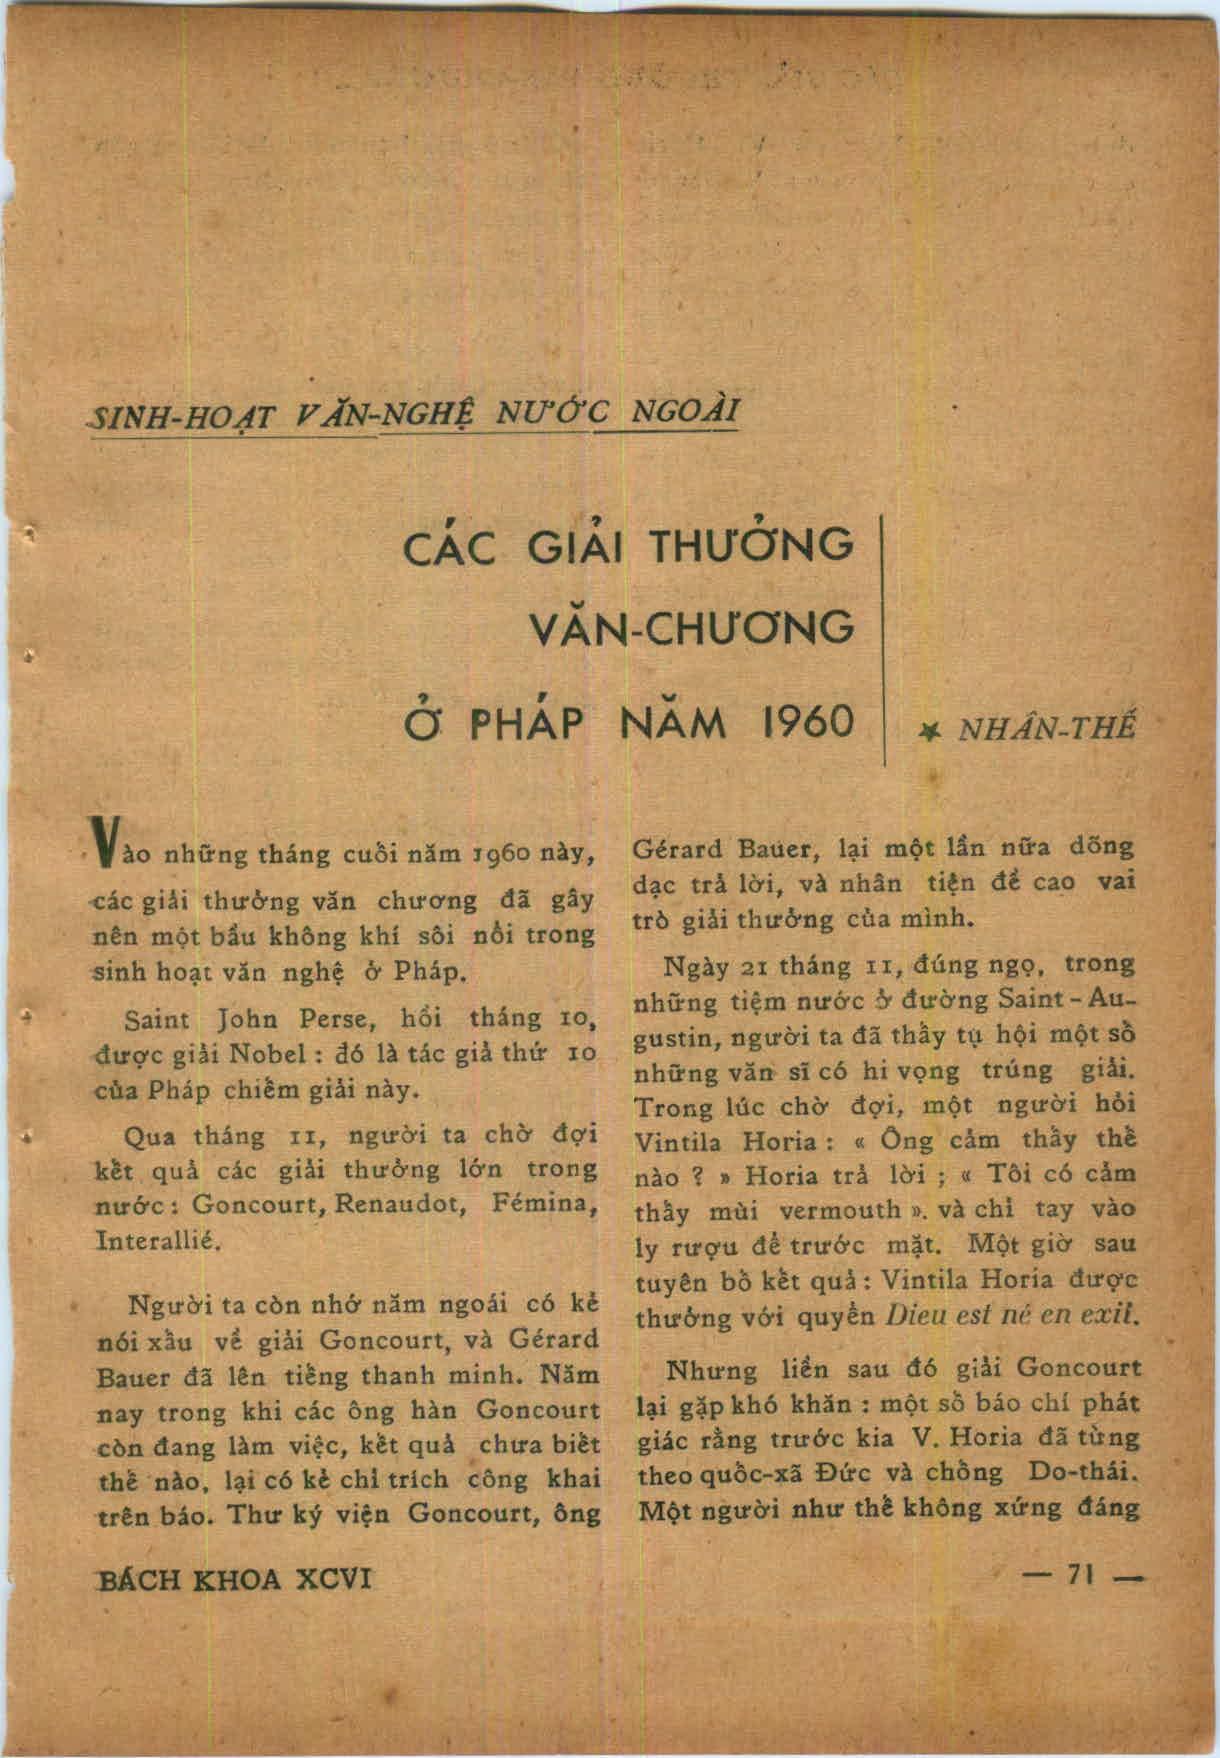 SINH-HOẠT VĂN-NGHỆ NƯỚC NGOÀI
CÁC GIẢI THƯỞNG
VĂN-CHƯƠNG
Ở PHÁP NĂM 1960
★ NHÂN-THẾ
Vào những tháng cuối năm 1960 này,
các giải thưởng văn chương đã gây
nên một bầu không khí sôi nổi trong
sinh hoạt văn nghệ ở Pháp.
Saint John Perse, hồi tháng 10,
được giải Nobel : đó là tác giả thứ 10
của Pháp chiếm giải này.
Qua tháng 11, người ta chờ đợi
kết quả các giải thưởng lớn trong
nước : Goncourt, Renaudot, Fémina,
Interallié.
Người ta còn nhớ năm ngoái có kẻ
nói xấu về giải Goncourt, và Gérard
Bauer đã lên tiếng thanh minh. Năm
nay trong khi các ông hàn Goncourt
còn đang làm việc, kết quả chưa biết
thế nào, lại có kẻ chỉ trích công khai
trên báo. Thư ký viện Goncourt, ông
Gérard Bauer, lại một lần nữa dõng
dạc trả lời, và nhân tiện đề cao vai
trò giải thưởng của mình.
Ngày 21 tháng 11, đúng ngọ, trong
những tiệm nước ở đường Saint - Au-
gustin, người ta đã thấy tụ hội một số
những văn sĩ có hi vọng trúng giải.
Trong lúc chờ đợi, một người hỏi
Vintila Horia : « Ông cảm thấy thế
nào ? » Horia trả lời ; « Tôi có cảm
thấy mùi vermouth ». và chỉ tay vào
ly rượu để trước mặt. Một giờ sau
tuyên bố kết quả : Vintila Horia được
thưởng với quyển Dieu est né en exil.
Nhưng liền sau đó giải Goncourt
lại gặp khó khăn : một số báo chí phát
giác rằng trước kia V. Horia đã từng
theo quốc-xã Đức và chống Do-thái.
Một người như thế không xứng đáng
BÁCH KHOA XCVI
— 71 —